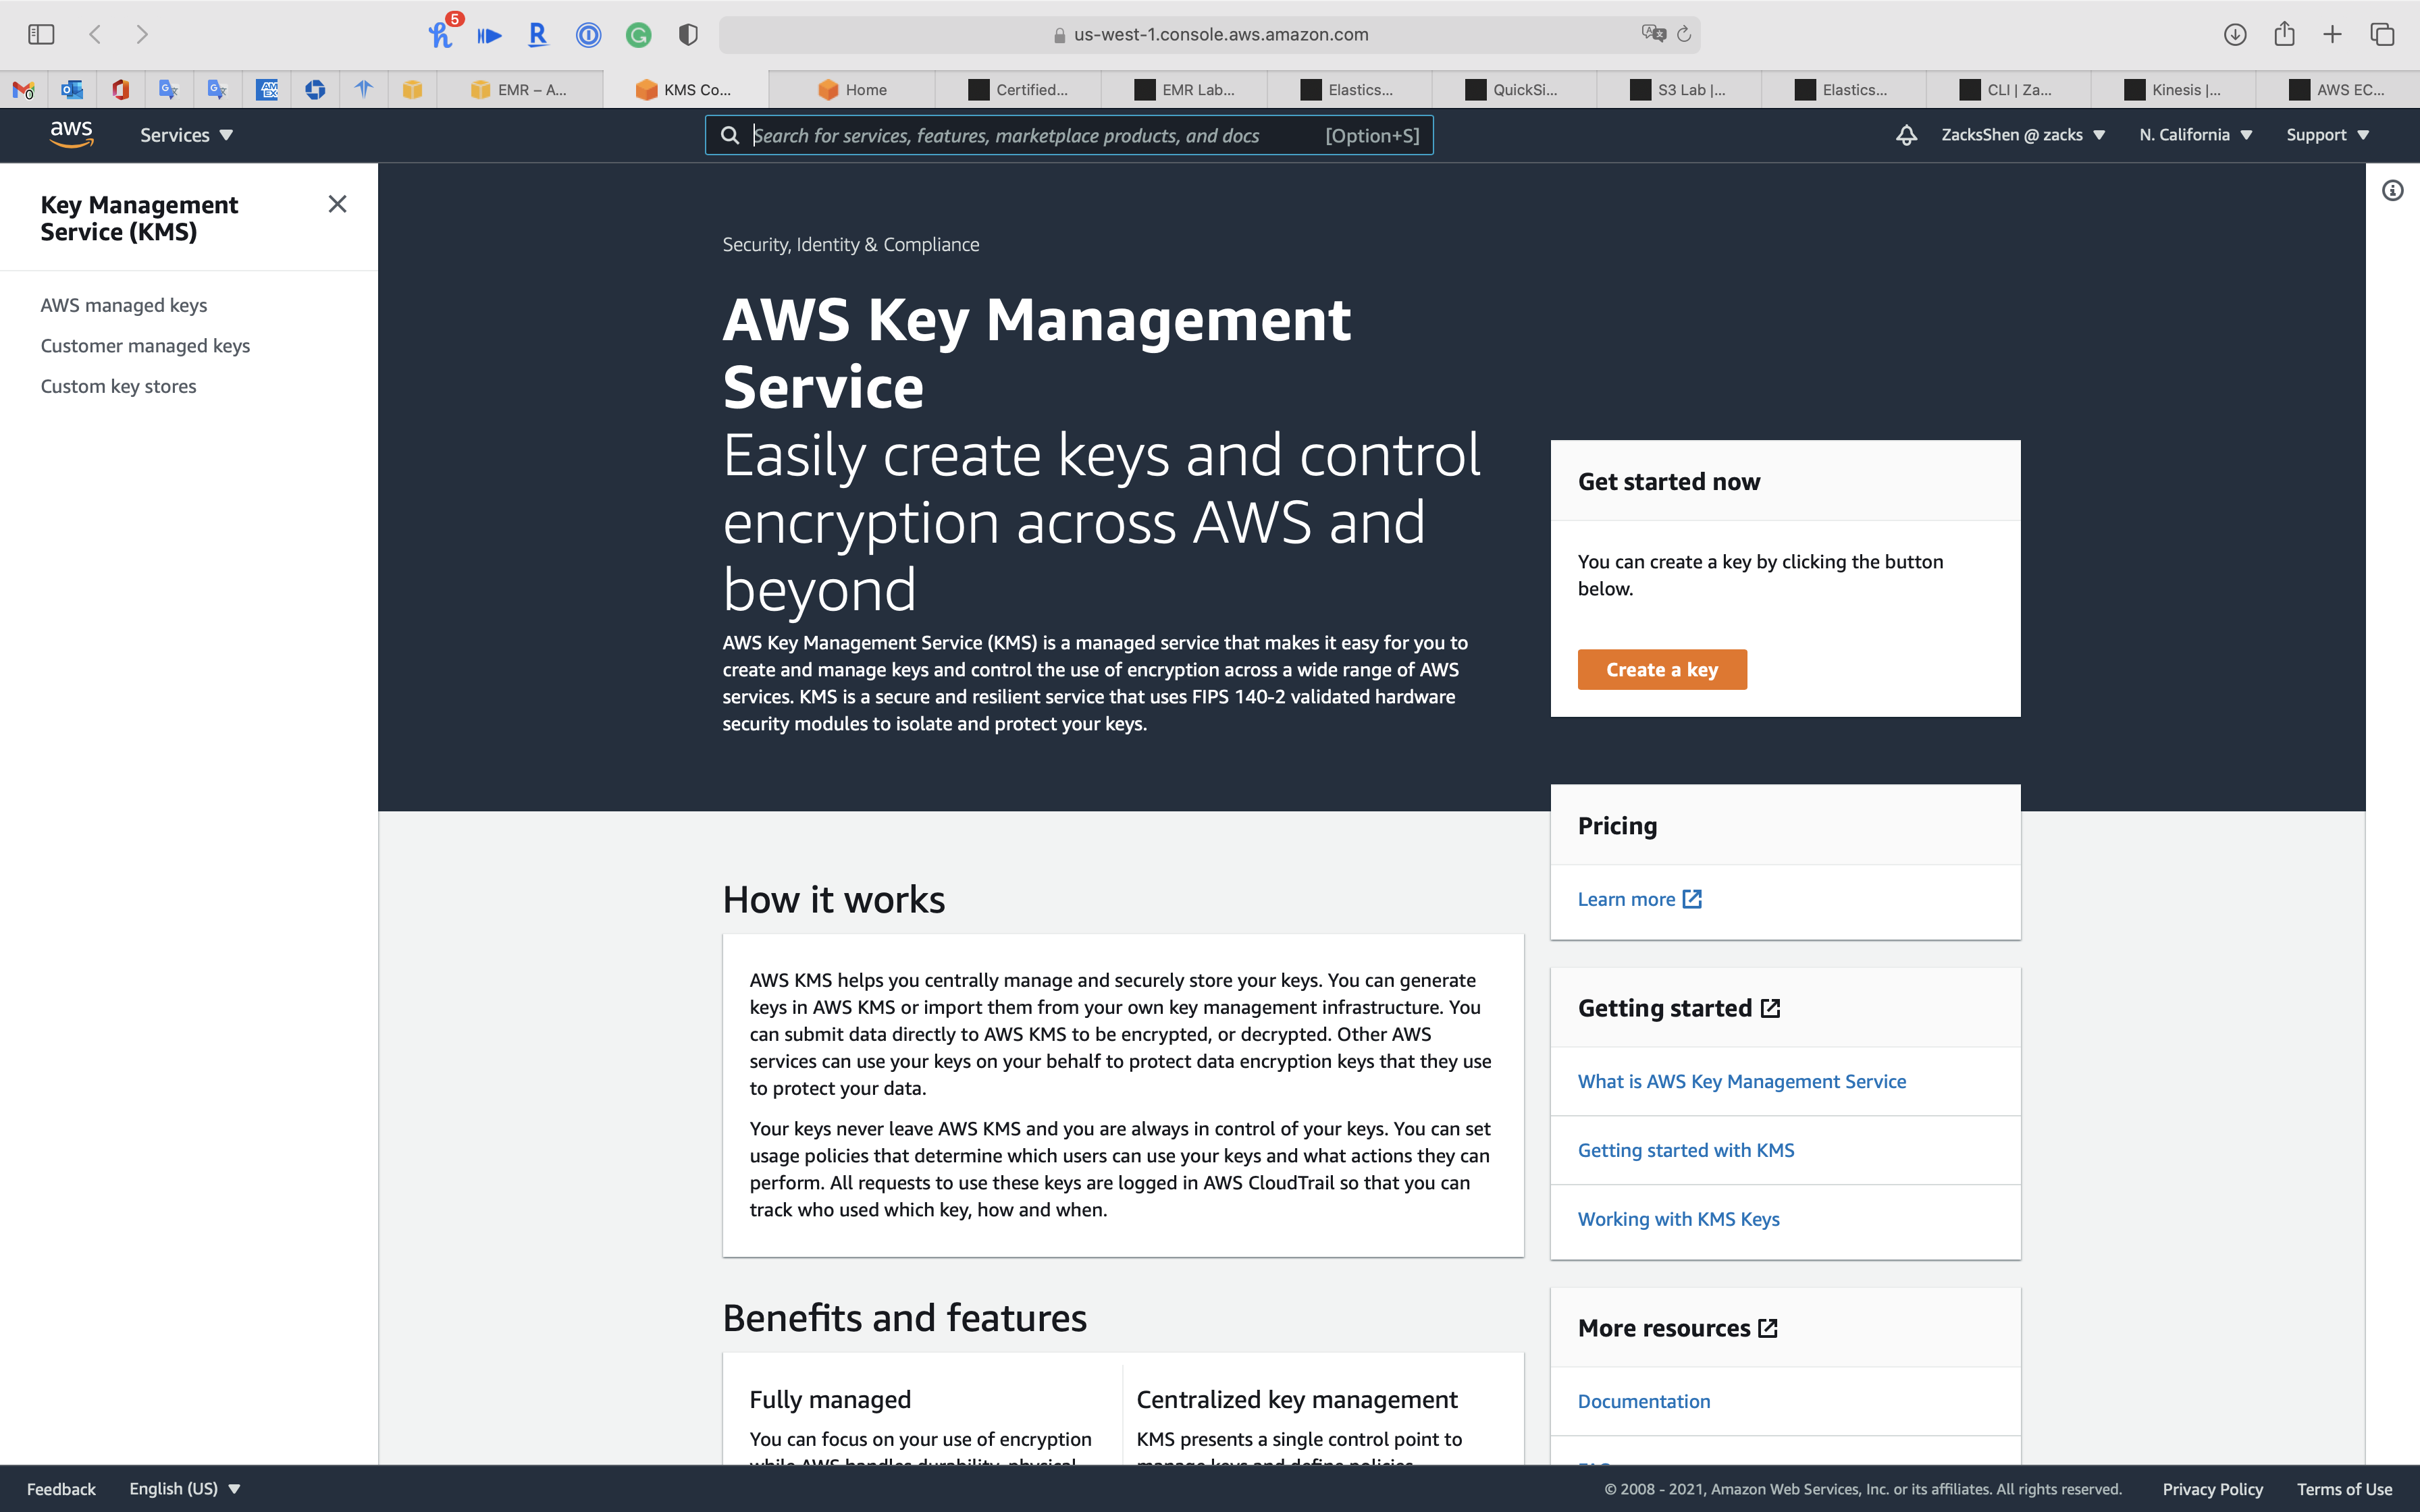 5
us-west-1.console.aws.amazon.com
EMR – A...
KMS Co...
Home
Certified...
EMR Lab...
Elastics...
QuickSi...
S3 Lab |...
Elastics...
CLI | Za...
Kinesis |...
AWS EC...
aws
Services
Search for services, features, marketplace products, and docs
[Option+S]
ZacksShen @ zacks
N. California
Support
Key Management
Service (KMS)
AWS managed keys
Customer managed keys
Custom key stores
Security, Identity & Compliance
AWS Key Management
Service
Easily create keys and control
encryption across AWS and
beyond
AWS Key Management Service (KMS) is a managed service that makes it easy for you to
create and manage keys and control the use of encryption across a wide range of AWS
services. KMS is a secure and resilient service that uses FIPS 140-2 validated hardware
security modules to isolate and protect your keys.
Get started now
You can create a key by clicking the button
below.
Create a key
Pricing
Learn more
How it works
AWS KMS helps you centrally manage and securely store your keys. You can generate
keys in AWS KMS or import them from your own key management infrastructure. You
can submit data directly to AWS KMS to be encrypted, or decrypted. Other AWS
services can use your keys on your behalf to protect data encryption keys that they use
to protect your data.
Your keys never leave AWS KMS and you are always in control of your keys. You can set
usage policies that determine which users can use your keys and what actions they can
perform. All requests to use these keys are logged in AWS CloudTrail so that you can
track who used which key, how and when.
Getting started
What is AWS Key Management Service
Getting started with KMS
Working with KMS Keys
More resources
Documentation
Benefits and features
Fully managed
You can focus on your use of encryption
while AWS handles durability, physical
Centralized key management
KMS presents a single control point to
manage keys and define policies
Feedback
English (US)
© 2008 - 2021, Amazon Web Services, Inc. or its affiliates. All rights reserved.
Privacy Policy
Terms of Use